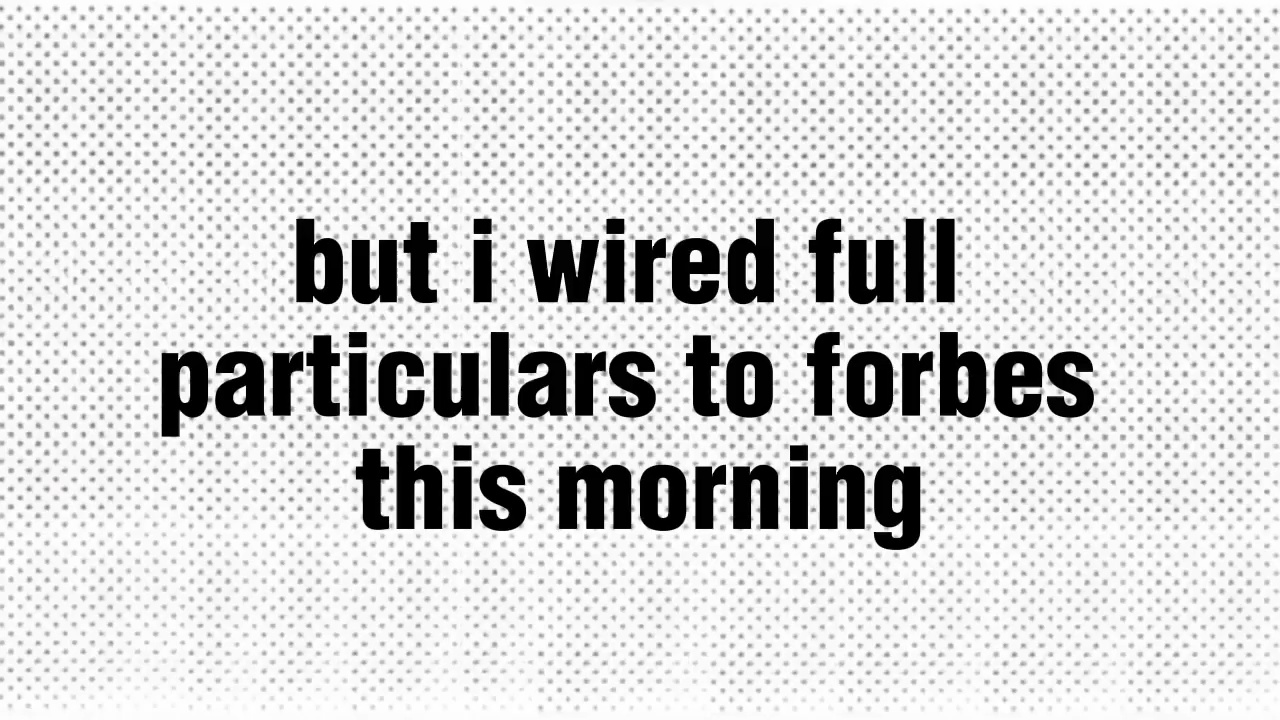 but i wired full
particulars to forbes
this morning